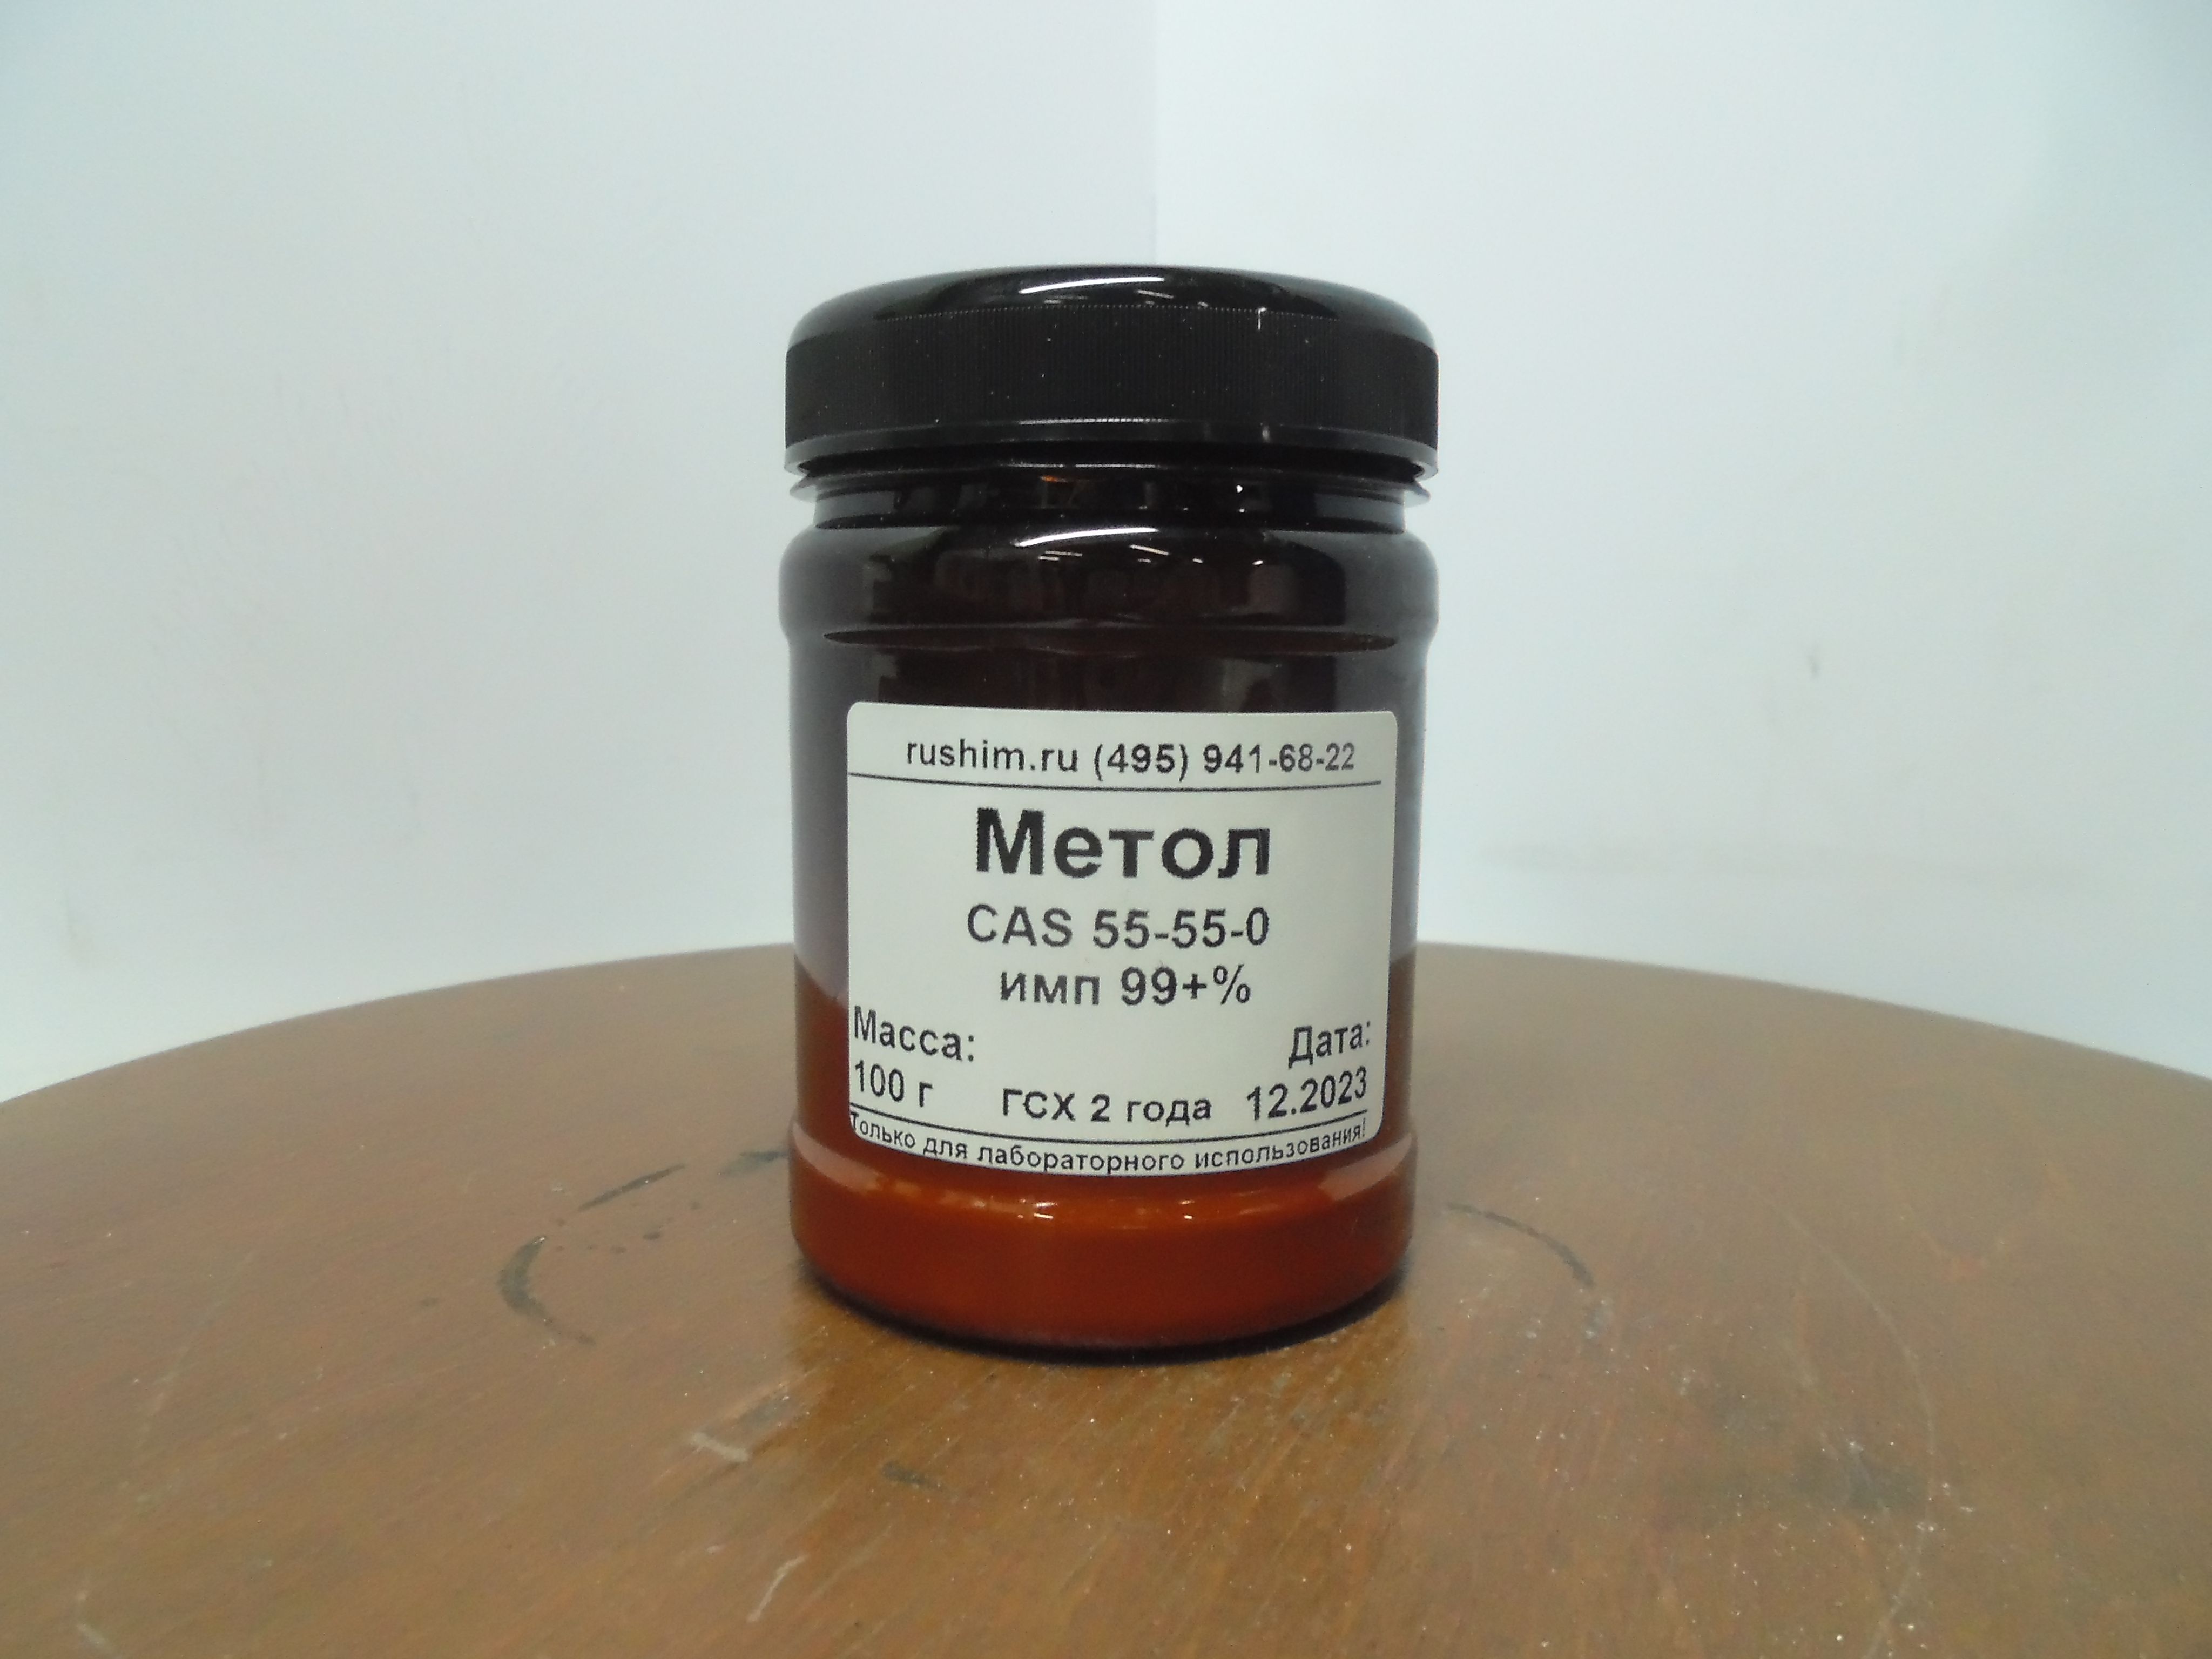 rushim.ru (495) 941-68-22
Метол
CAS 55-55-0
имп 99+%
Масса: Дата:
100 г ГСХ 2 года 12.2023
Только для лабораторного использования!